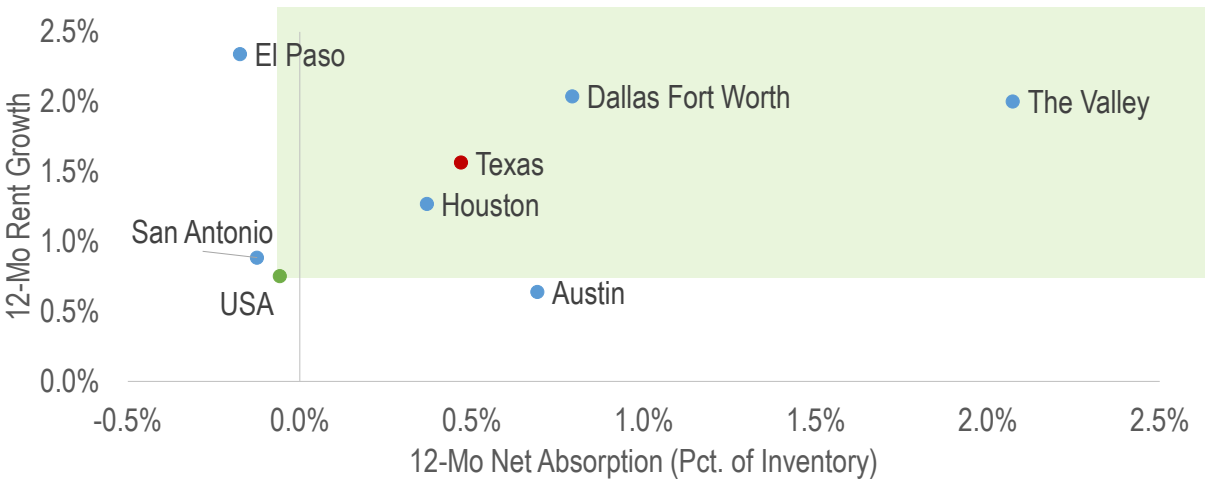 12-Mo Rent Growth
2.5%
2.0%
1.5%
1.0%
0.5%
0.0%
El Paso
Dallas Fort Worth
The Valley
Texas
Houston
San Antonio
USA
Austin
-0.5%
0.0%
0.5%
1.0%
1.5%
2.0%
2.5%
12-Mo Net Absorption (Pct. of Inventory)